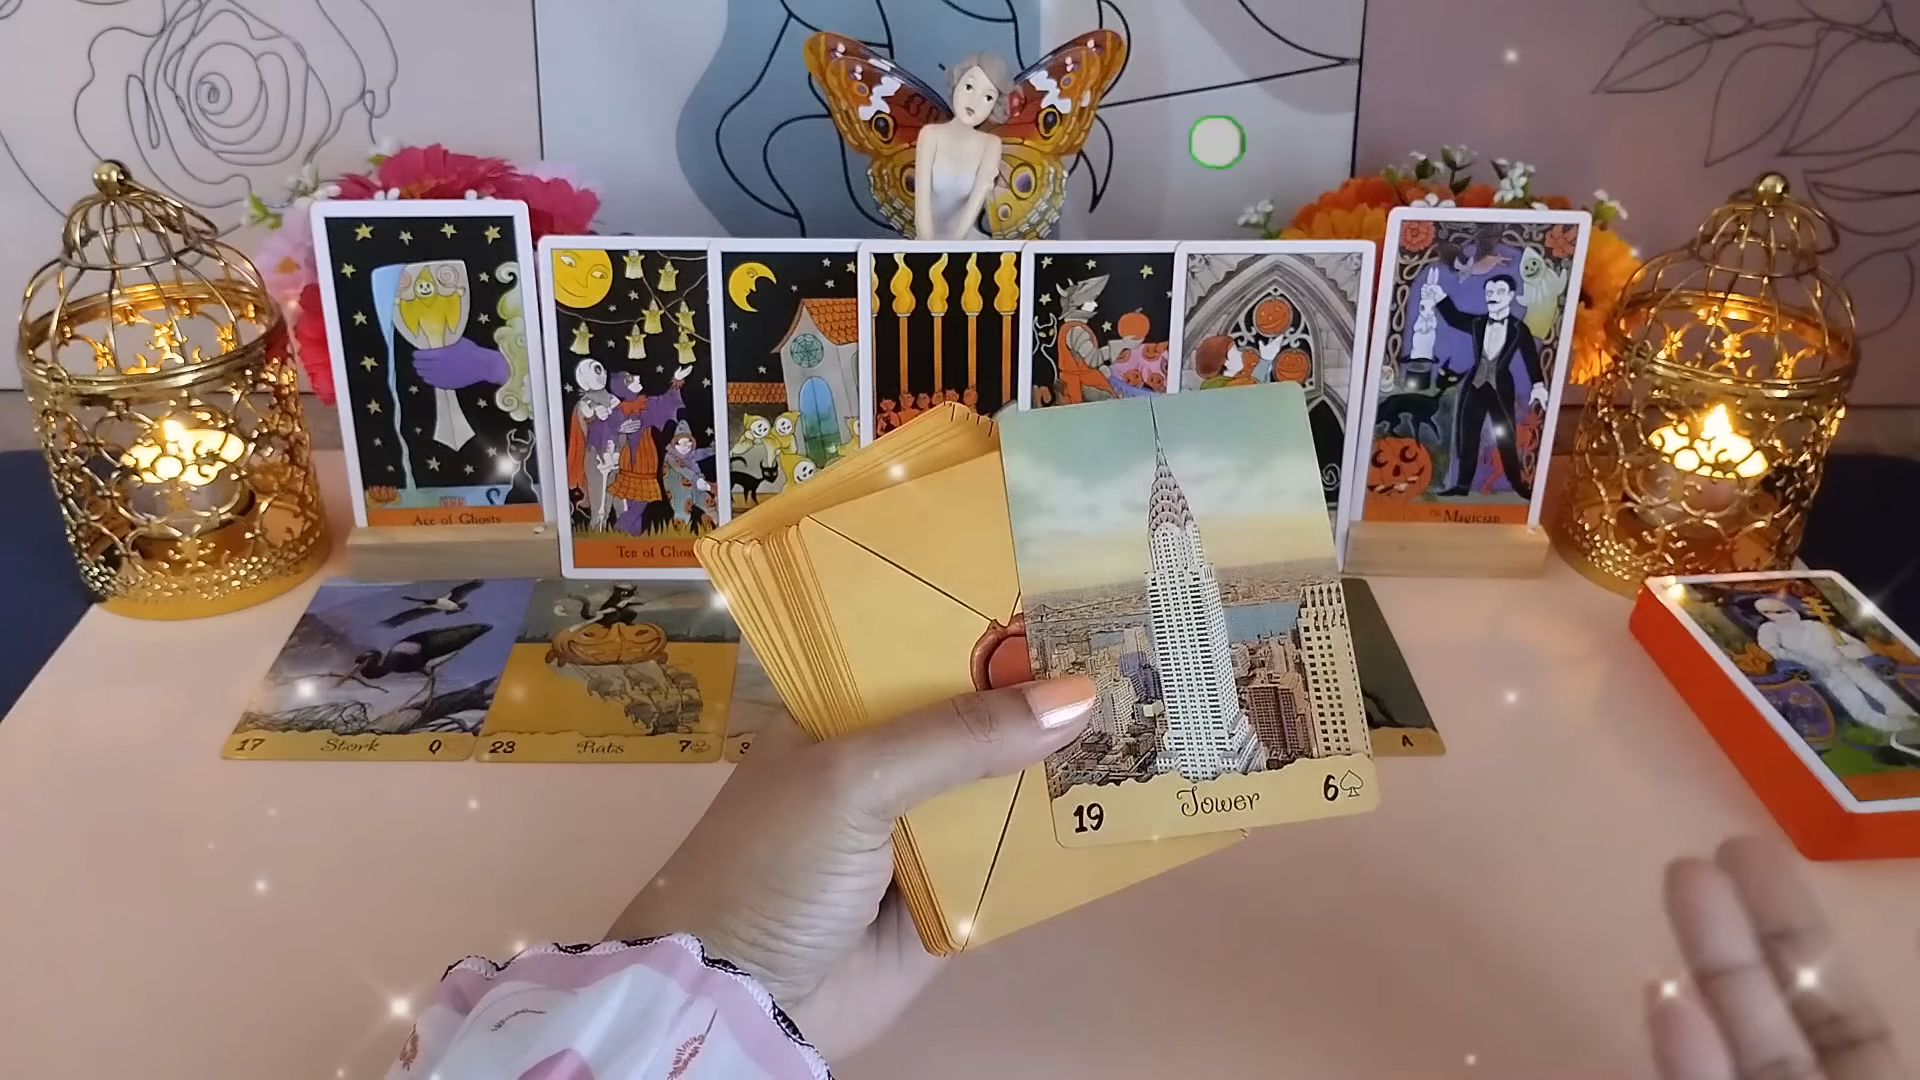 Ace of Ghosts
Ten of Ghos
The Magician
17 Stork Q
23 Rats 7
A
19 Tower 6